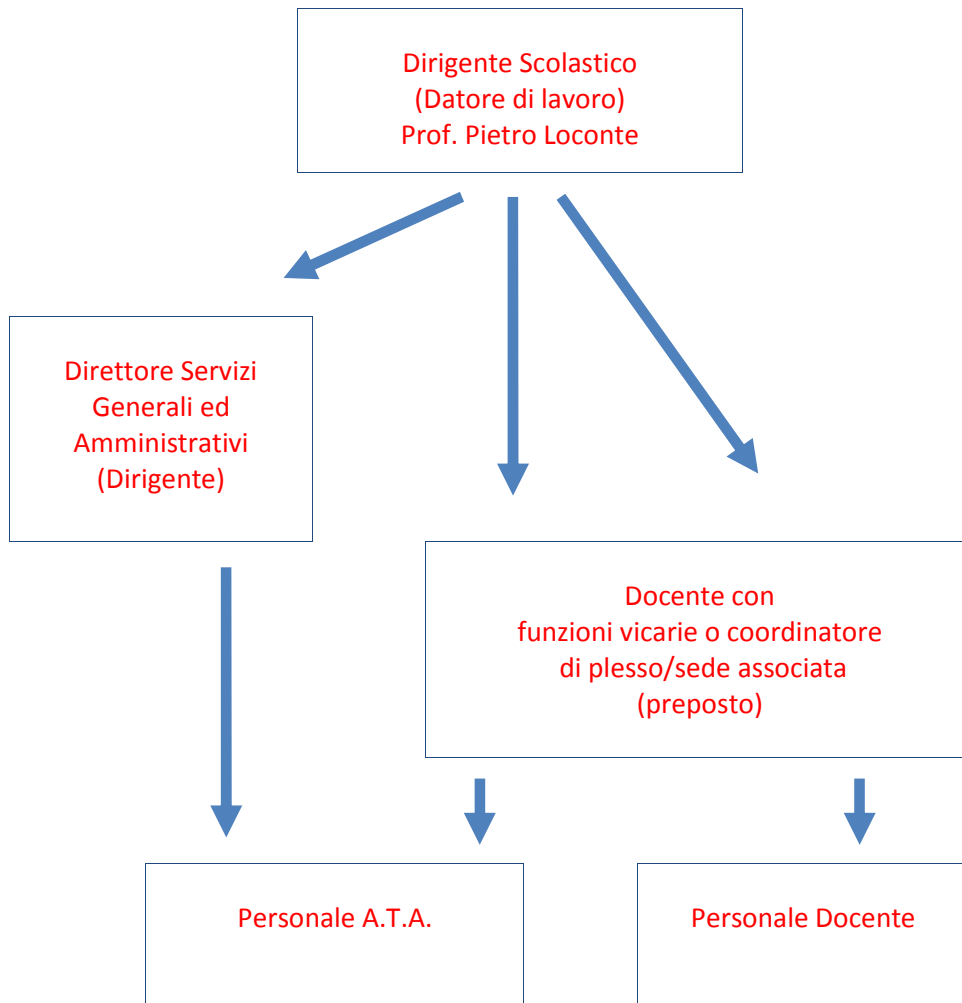 Dirigente Scolastico
(Datore di lavoro)
Prof. Pietro Loconte
Direttore Servizi
Generali ed
Amministrativi
(Dirigente)
Docente con
funzioni vicarie o coordinatore
di plesso/sede associata
(preposto)
Personale A.T.A.
Personale Docente